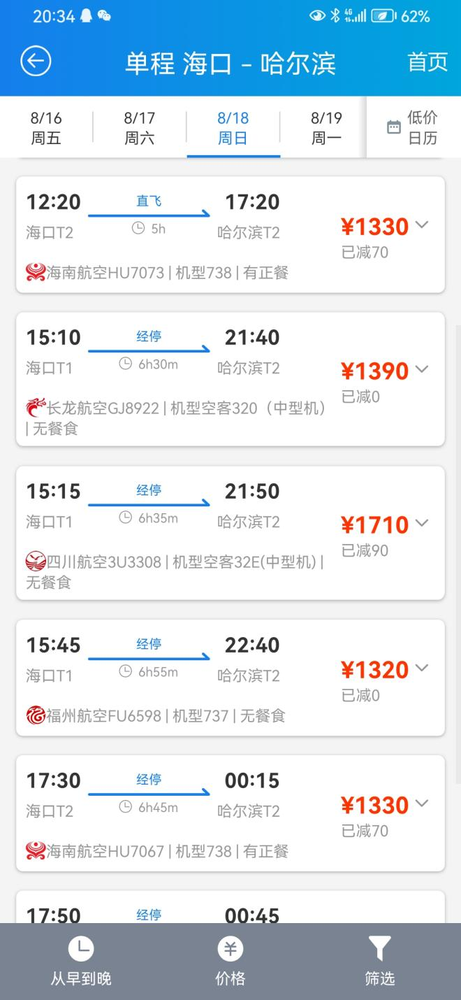 20:34 4G 62%
单程 海口 - 哈尔滨 首页
8/16 8/17 8/18 8/19 低价
周五 周六 周日 周一 日历
12:20 直飞 17:20
¥1330
海口T2 5h 哈尔滨T2
已减70
海南航空HU7073 | 机型738 | 有正餐
15:10 经停 21:40
¥1390
海口T1 6h30m 哈尔滨T2
已减0
长龙航空GJ8922 | 机型空客320（中型机）
| 无餐食
15:15 经停 21:50
¥1710
海口T1 6h35m 哈尔滨T2
已减90
四川航空3U3308 | 机型空客32E(中型机) |
无餐食
15:45 经停 22:40
¥1320
海口T1 6h55m 哈尔滨T2
已减0
福州航空FU6598 | 机型737 | 无餐食
17:30 经停 00:15
¥1330
海口T2 6h45m 哈尔滨T2
已减70
海南航空HU7067 | 机型738 | 有正餐
17:50 经停 00:45
从早到晚 价格 筛选